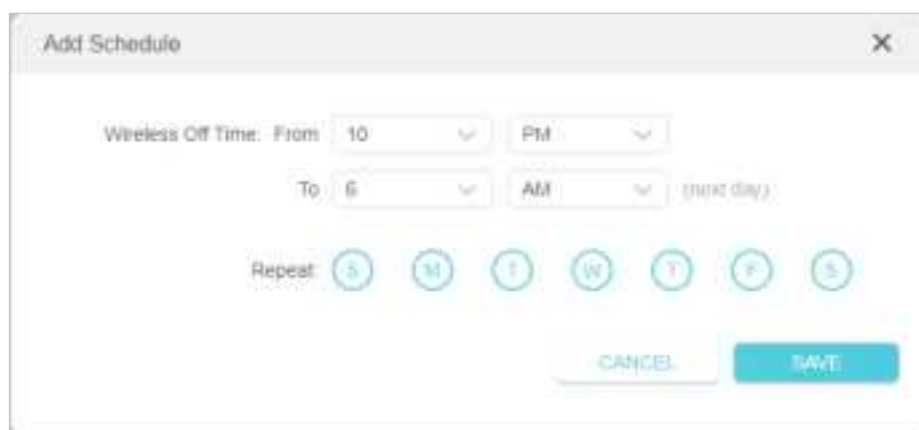 Add Schedule
Wireless Off Time: From 10 PM
To 6 AM (next day)
Repeat S M T W T F S
CANCEL SAVE